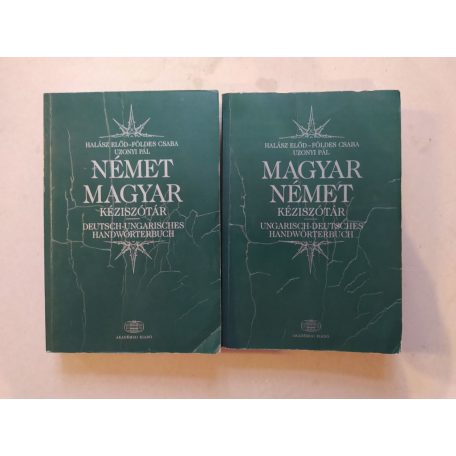 HALÁSZ ELŐD–FÖLDES CSABA
UZONYI PÁL
NÉMET
MAGYAR
KÉZISZÓTÁR
DEUTSCH-UNGARISCHES
HANDWÖRTERBUCH
AKADÉMIAI KIADÓ
HALÁSZ ELŐD–FÖLDES CSABA
UZONYI PÁL
MAGYAR
NÉMET
KÉZISZÓTÁR
UNGARISCH-DEUTSCHES
HANDWÖRTERBUCH
AKADÉMIAI KIADÓ